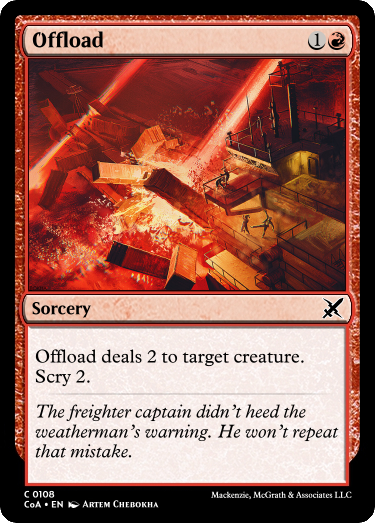 Offload 1
Sorcery
Offload deals 2 to target creature.
Scry 2.
The freighter captain didn't heed the
weatherman's warning. He won't repeat
that mistake.
C 0108
CoA • EN Artem Chebokha
Mackenzie, McGrath & Associates LLC